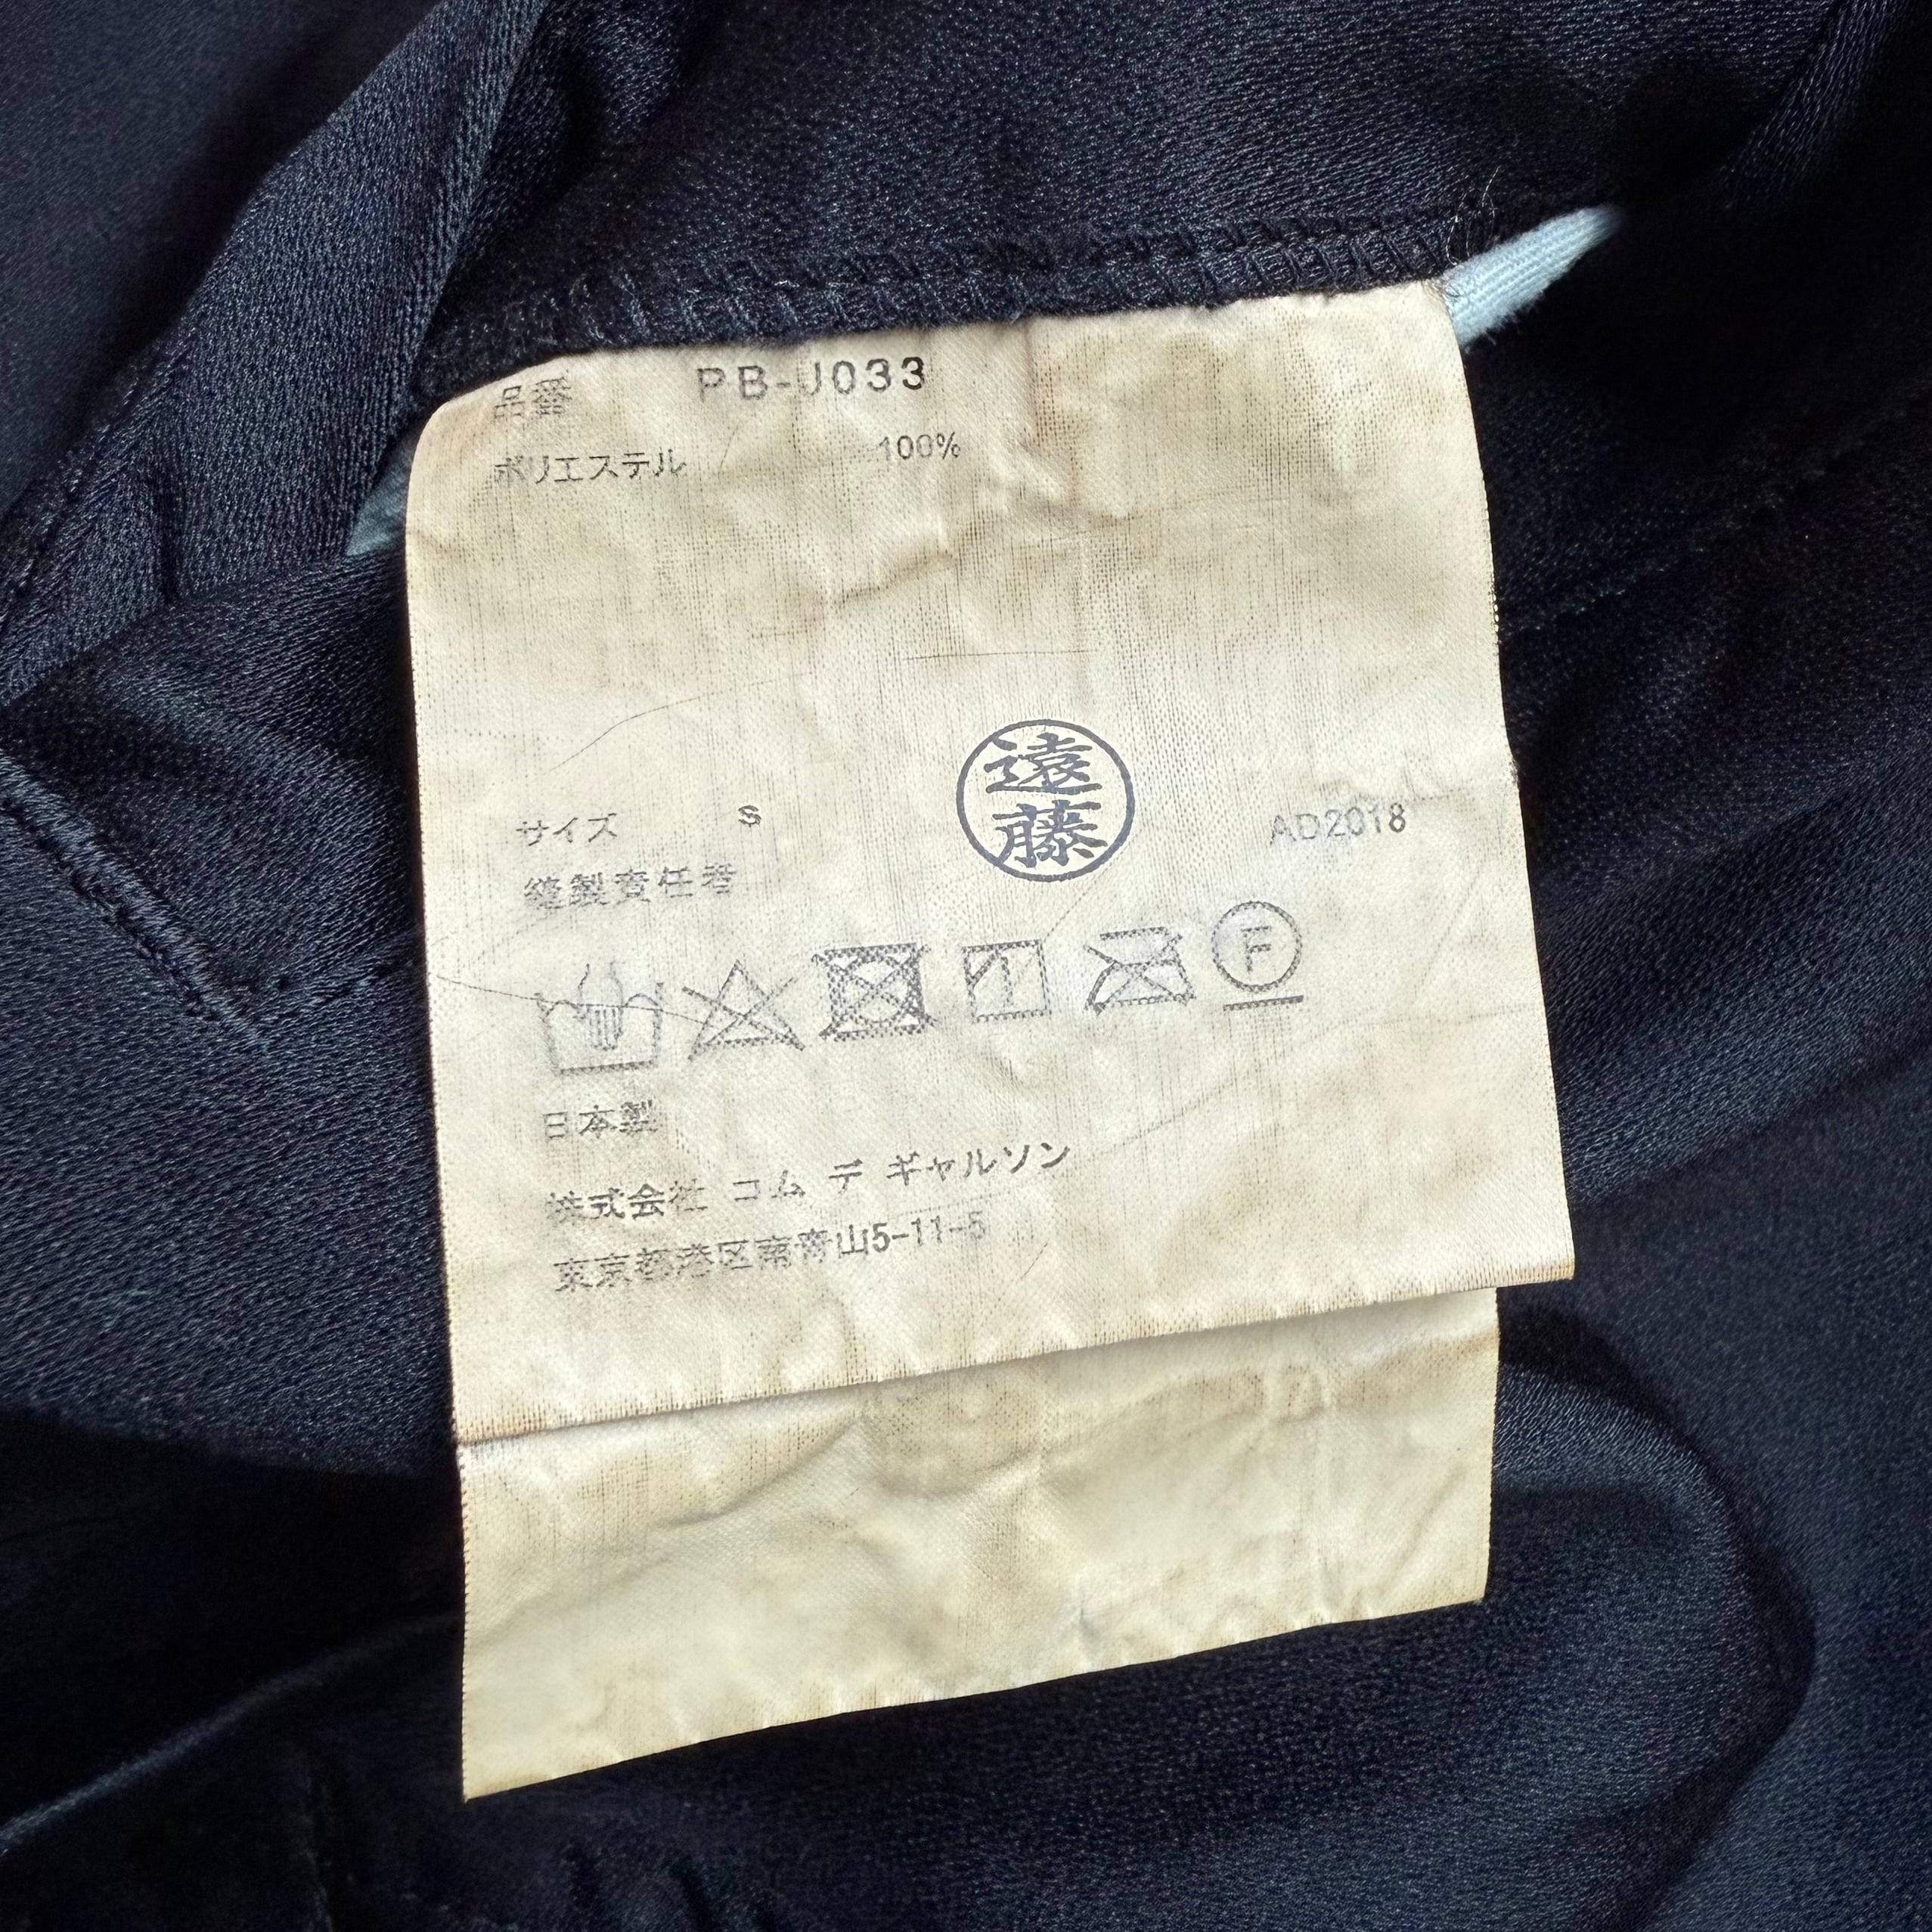 品番 PB-J033
ポリエステル 100%
遠藤
サイズ S AD2018
縫製責任者
F
日本製
株式会社 コム デ ギャルソン
東京都港区南青山5-11-5